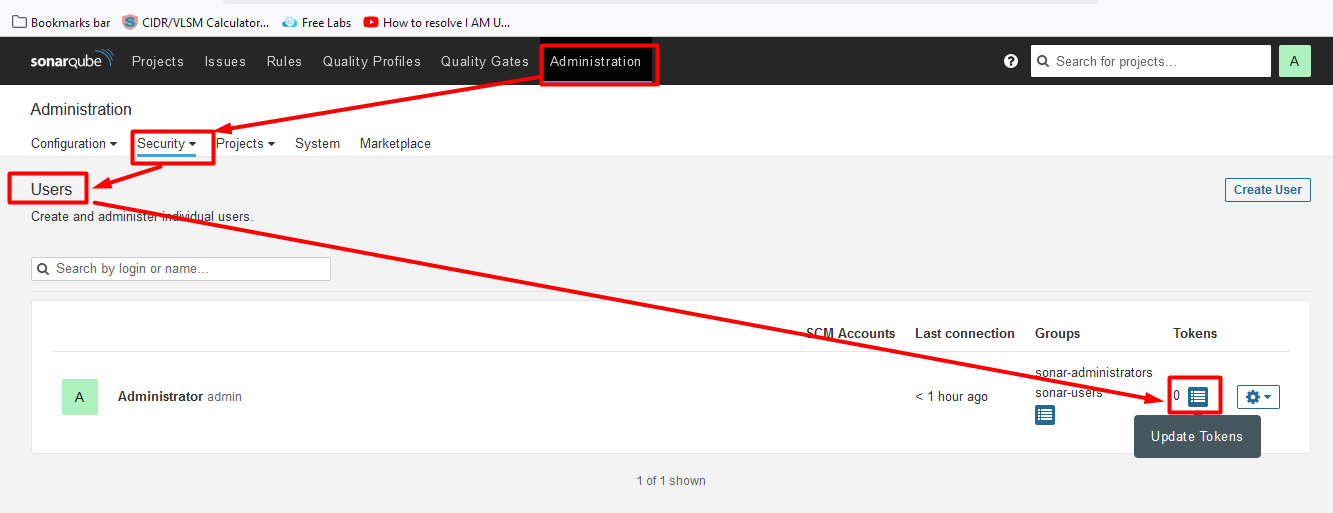 Bookmarks bar CIDR/VLSM Calculator... Free Labs How to resolve I AM U...
sonarqube Projects Issues Rules Quality Profiles Quality Gates Administration ? Search for projects... A
Administration
Configuration Security Projects System Marketplace
Users
Create User
Create and administer individual users.
Search by login or name...
SCM Accounts Last connection Groups Tokens
sonar-administrators
A Administrator admin < 1 hour ago sonar-users 0
Update Tokens
1 of 1 shown